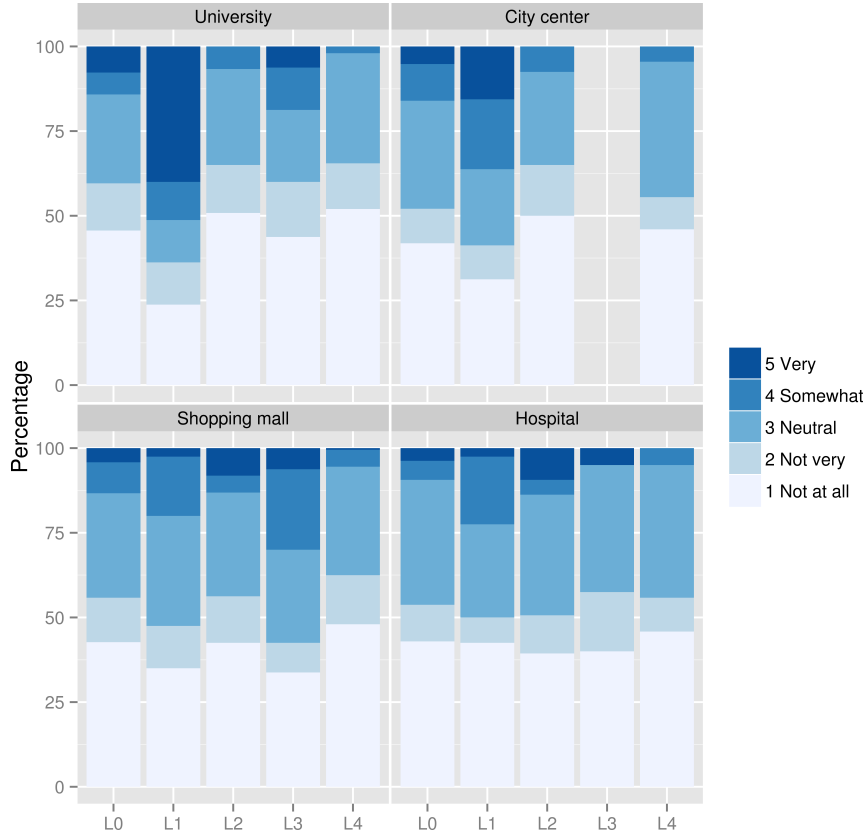 University
City center
100
75
50
25
0
Percentage
Shopping mall
Hospital
100
75
50
25
0
L0 L1 L2 L3 L4
L0 L1 L2 L3 L4
5 Very
4 Somewhat
3 Neutral
2 Not very
1 Not at all